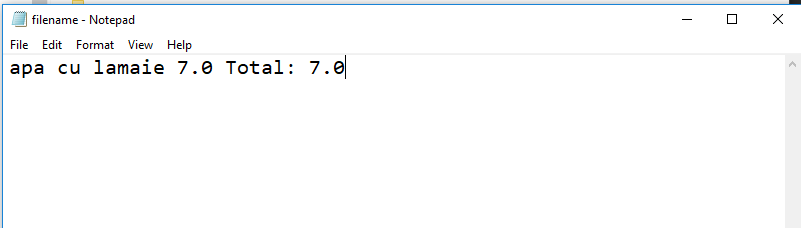 filename - Notepad
File Edit Format View Help
apa cu lamaie 7.0 Total: 7.0